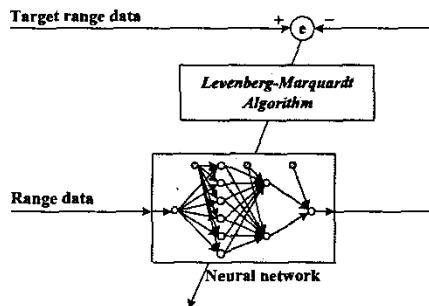 Target range data
+ e −
Levenberg-Marquardt
Algorithm
Range data
Neural network